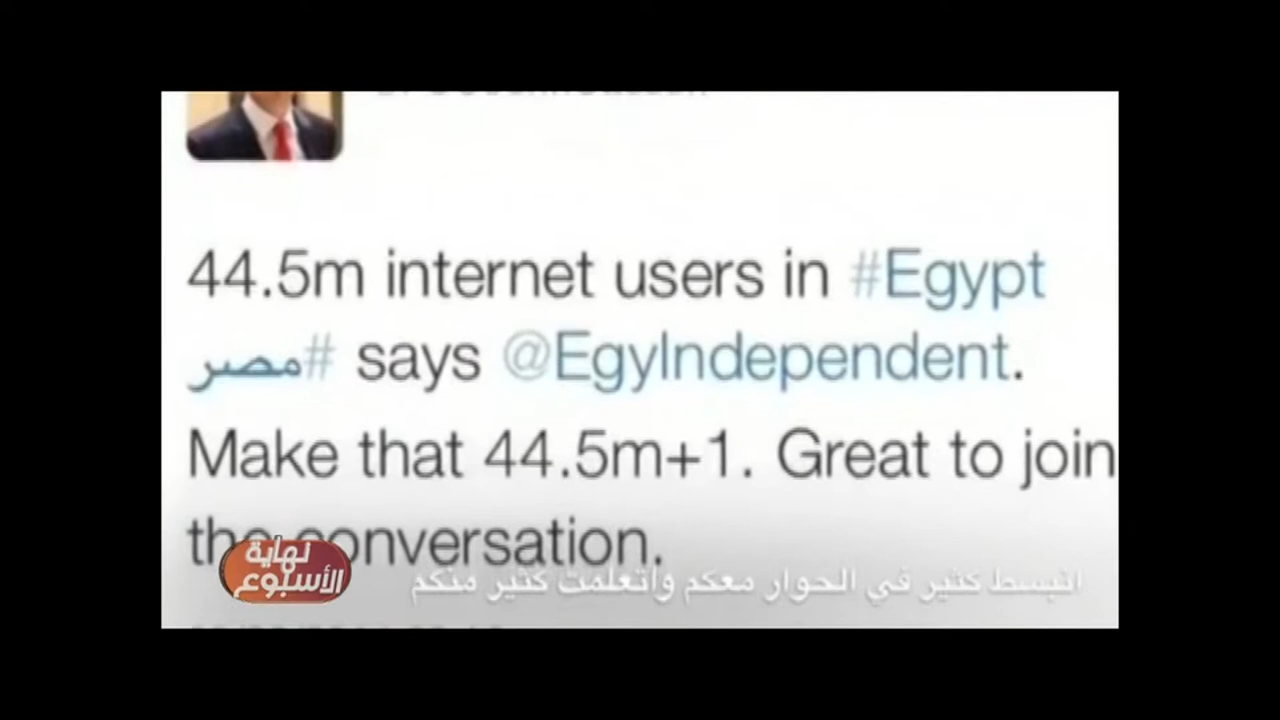 44.5m internet users in #Egypt
#مصر says @EgyIndependent.
Make that 44.5m+1. Great to join
the conversation.
نهاية
الأسبوع
اتبسطت كثير في الحوار معكم واتعلمت كثير منكم